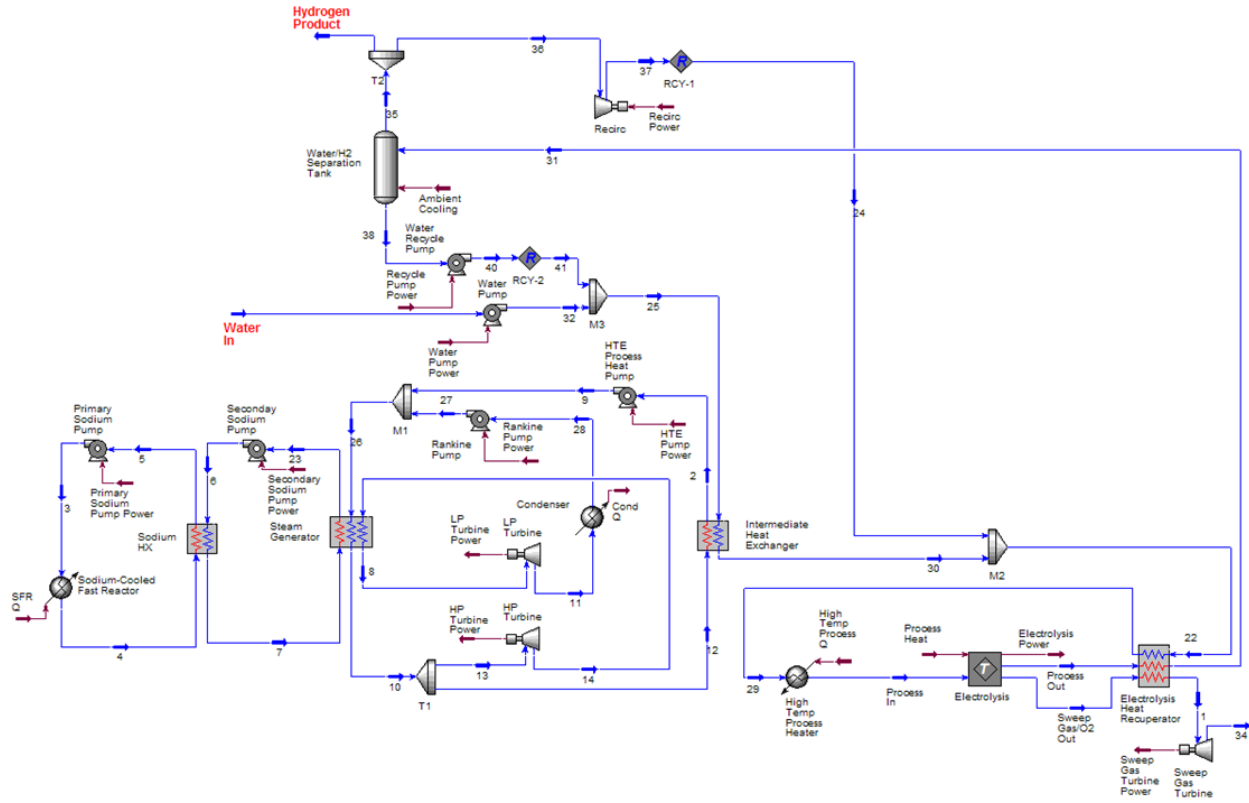 Hydrogen
Product
T2
36
37
R
RCY-1
Recirc
Recirc
Power
35
Water/H2
Separation
Tank
31
Ambient
Cooling
24
38
Water
Recycle
Pump
40
R
41
RCY-2
Recycle
Pump
Power
Water
Pump
32
M3
25
Water
In
Water
Pump
Power
HTE
Process
Heat
Pump
9
HTE
Pump
Power
M1
27
Rankine
Pump
Rankine
Pump
Power
28
26
Primary
Sodium
Pump
5
Primary
Sodium
Pump Power
3
Seconday
Sodium
Pump
23
6
Secondary
Sodium
Pump
Power
Steam
Generator
Sodium
HX
Sodium-Cooled
Fast Reactor
SFR
Q
4
7
8
LP
Turbine
Power
LP
Turbine
Condenser
Cond
Q
11
HP
Turbine
Power
HP
Turbine
10
13
14
T1
12
2
Intermediate
Heat
Exchanger
30
M2
22
29
High
Temp
Process
Q
High
Temp
Process
Heater
Process
In
Process
Heat
T
Electrolysis
Electrolysis
Power
Process
Out
Sweep
Gas/O2
Out
Electrolysis
Heat
Recuperator
1
34
Sweep
Gas
Turbine
Power
Sweep
Gas
Turbine